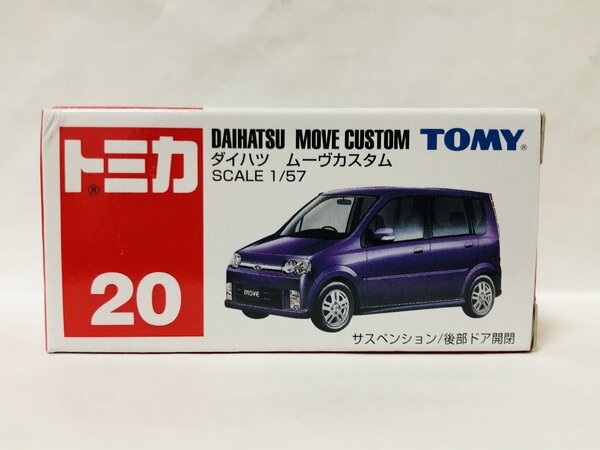 トミカ®
20
DAIHATSU MOVE CUSTOM TOMY®
ダイハツ ムーヴカスタム
SCALE 1/57
MOVE
サスペンション/後部ドア開閉